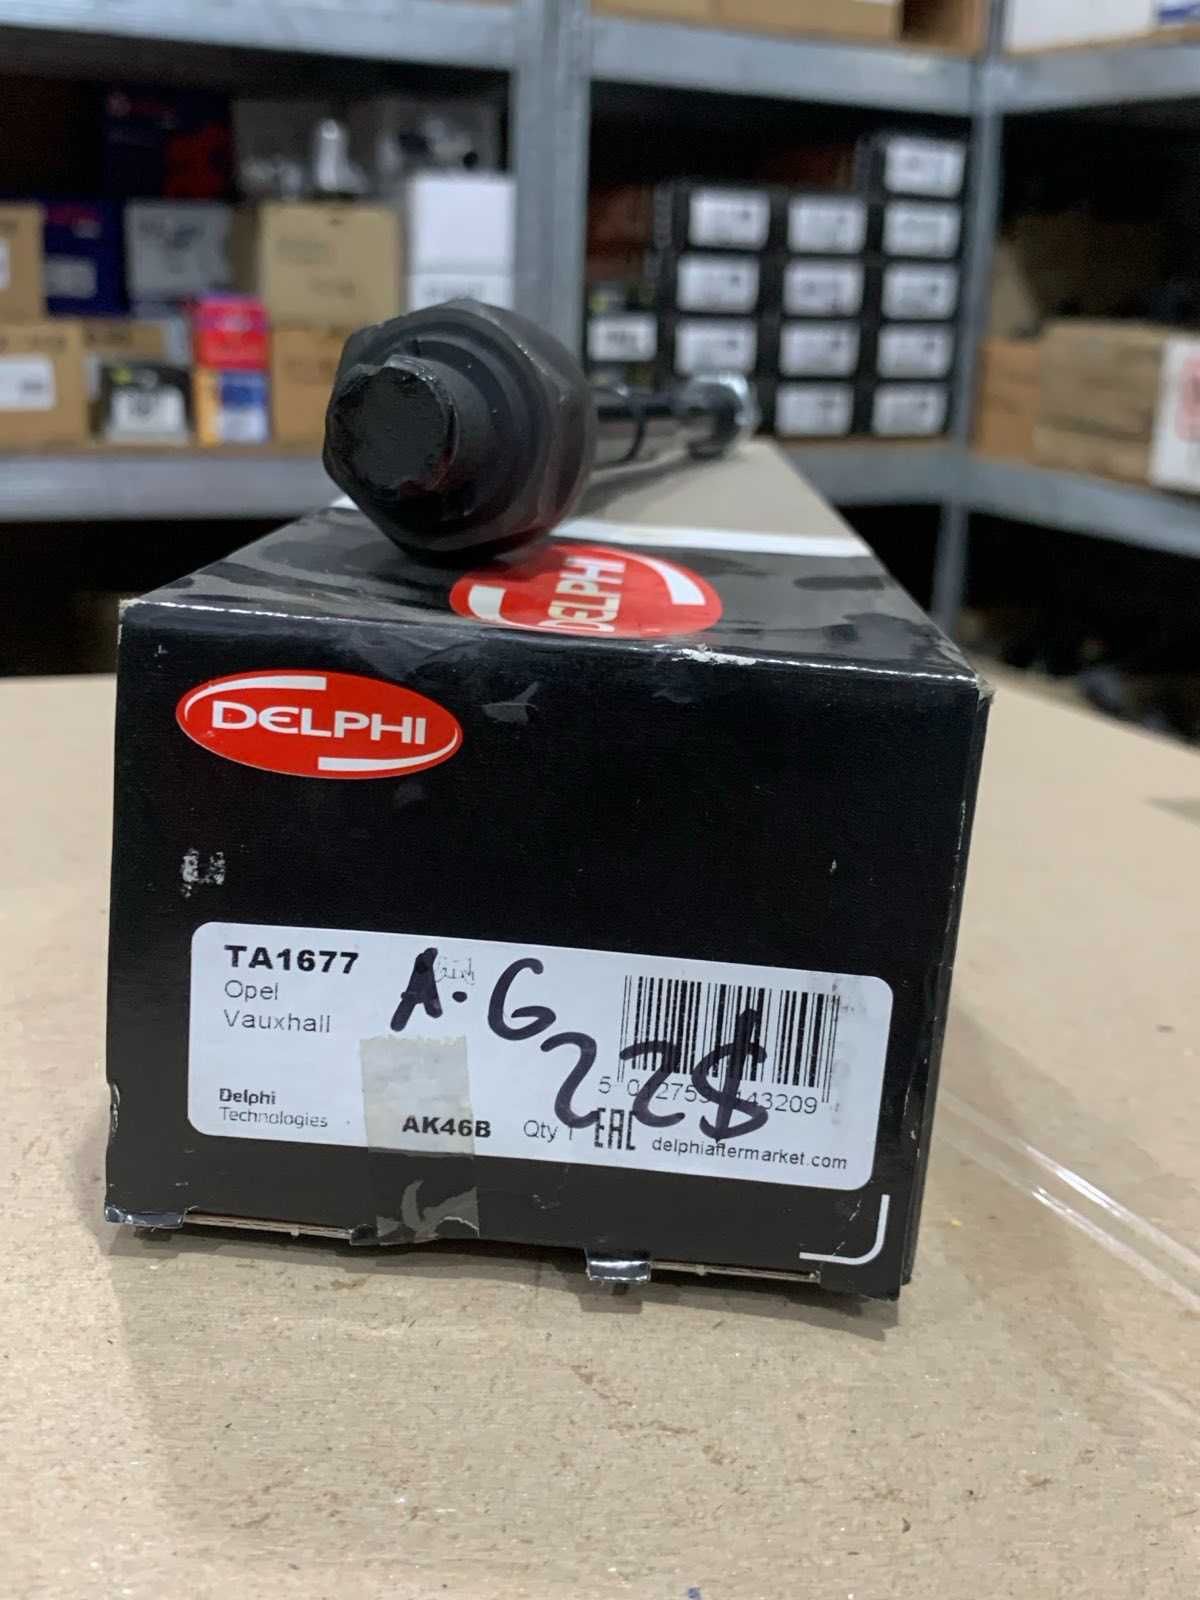 DELPHI
DELPHI
TA1677
Opel
Vauxhall
A.G
22$
Delphi
Technologies
AK46B
Qty 1
EAC
delphiaftermarket.com